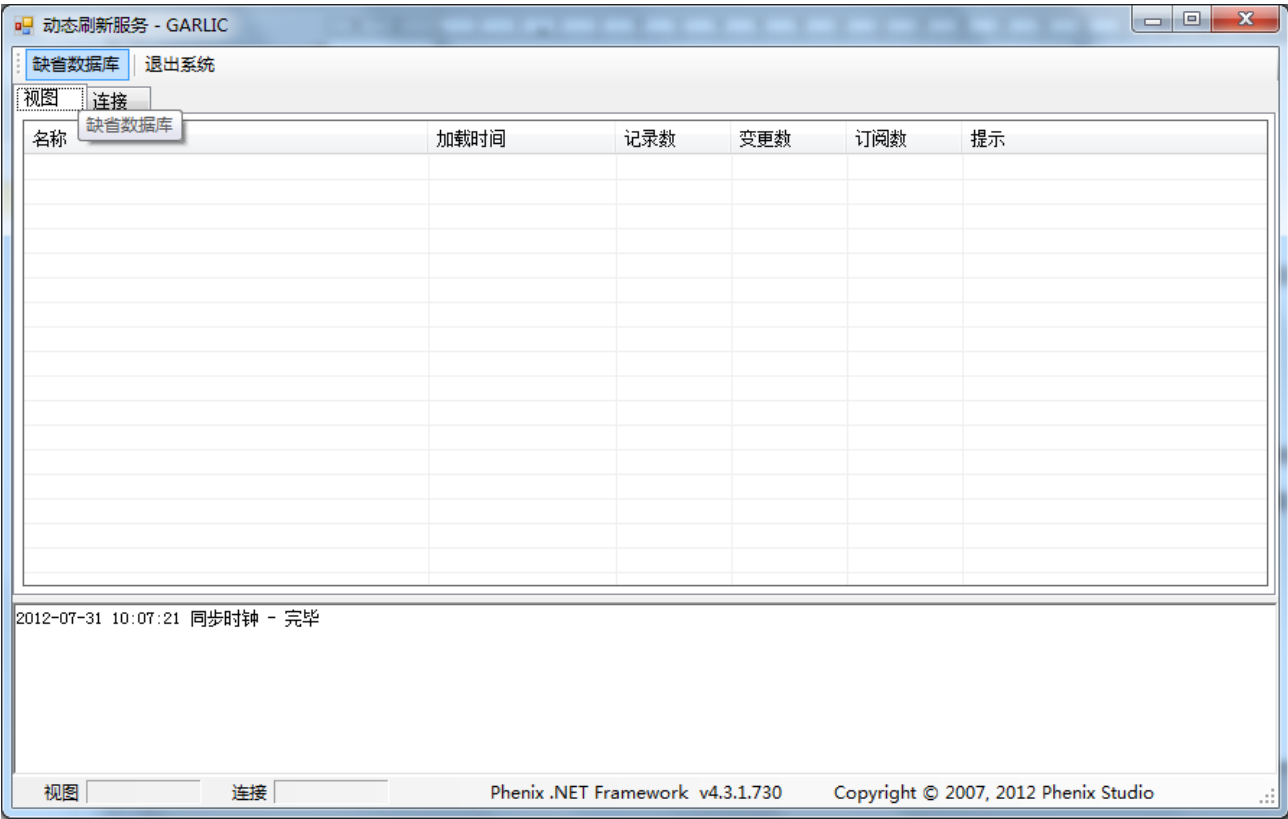 动态刷新服务 - GARLIC
缺省数据库 退出系统
视图 连接
缺省数据库
名称 加载时间 记录数 变更数 订阅数 提示
2012-07-31 10:07:21 同步时钟 - 完毕
视图 连接 Phenix .NET Framework v4.3.1.730 Copyright © 2007, 2012 Phenix Studio